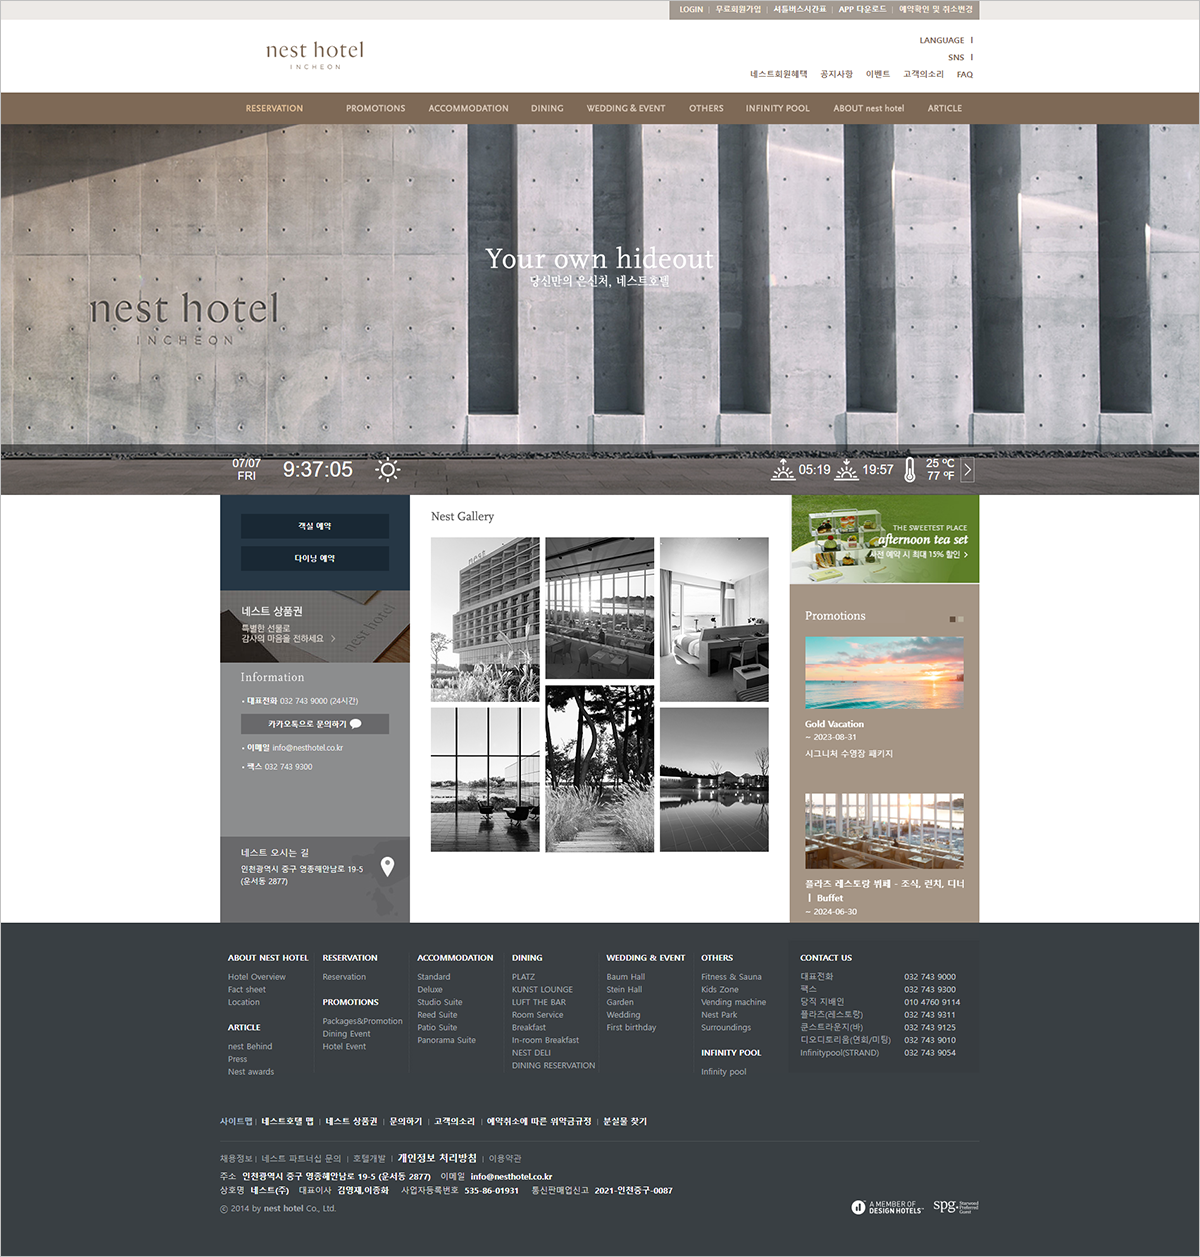 LOGIN | 무료회원가입 | 셔틀버스시간표 | APP 다운로드 | 예약확인 및 취소변경
nest hotel
INCHEON
LANGUAGE |
SNS |
네스트회원혜택 공지사항 이벤트 고객의소리 FAQ
RESERVATION PROMOTIONS ACCOMMODATION DINING WEDDING & EVENT OTHERS INFINITY POOL ABOUT nest hotel ARTICLE
Your own hideout
당신만의 은신처, 네스트호텔
nest hotel
INCHEON
07/07
FRI
9:37:05
05:19
19:57
25 ºC
77 ºF
객실 예약
다이닝 예약
네스트 상품권
특별한 선물로
감사의 마음을 전하세요 >
nest hotel
Information
• 대표전화 032 743 9000 (24시간)
카카오톡으로 문의하기
• 이메일 info@nesthotel.co.kr
• 팩스 032 743 9300
네스트 오시는 길
인천광역시 중구 영종해안남로 19-5
(운서동 2877)
Nest Gallery
THE SWEETEST PLACE
afternoon tea set
사전 예약 시 최대 15% 할인 >
Promotions
Gold Vacation
~ 2023-08-31
시그니처 수영장 패키지
플라츠 레스토랑 뷔페 - 조식, 런치, 디너
| Buffet
~ 2024-06-30
ABOUT NEST HOTEL
Hotel Overview
Fact sheet
Location
ARTICLE
nest Behind
Press
Nest awards
RESERVATION
Reservation
PROMOTIONS
Packages&Promotion
Dining Event
Hotel Event
ACCOMMODATION
Standard
Deluxe
Studio Suite
Reed Suite
Patio Suite
Panorama Suite
DINING
PLATZ
KUNST LOUNGE
LUFT THE BAR
Room Service
Breakfast
In-room Breakfast
NEST DELI
DINING RESERVATION
WEDDING & EVENT
Baum Hall
Stein Hall
Garden
Wedding
First birthday
OTHERS
Fitness & Sauna
Kids Zone
Vending machine
Nest Park
Surroundings
INFINITY POOL
Infinity pool
CONTACT US
대표전화 032 743 9000
팩스 032 743 9300
당직 지배인 010 4760 9114
플라츠(레스토랑) 032 743 9311
쿤스트라운지(바) 032 743 9125
디오디토리움(연회/미팅) 032 743 9010
Infinitypool(STRAND) 032 743 9054
사이트맵 | 네스트호텔 맵 | 네스트 상품권 | 문의하기 | 고객의소리 | 예약취소에 따른 위약금규정 | 분실물 찾기
채용정보 | 네스트 파트너십 문의 | 호텔개발 | 개인정보 처리방침 | 이용약관
주소 인천광역시 중구 영종해안남로 19-5 (운서동 2877) 이메일 info@nesthotel.co.kr
상호명 네스트(주) 대표이사 김영재,이종화 사업자등록번호 535-86-01931 통신판매업신고 2021-인천중구-0087
ⓒ 2014 by nest hotel Co., Ltd.
A MEMBER OF
DESIGN HOTELS™
spg
Starwood
Preferred
Guest